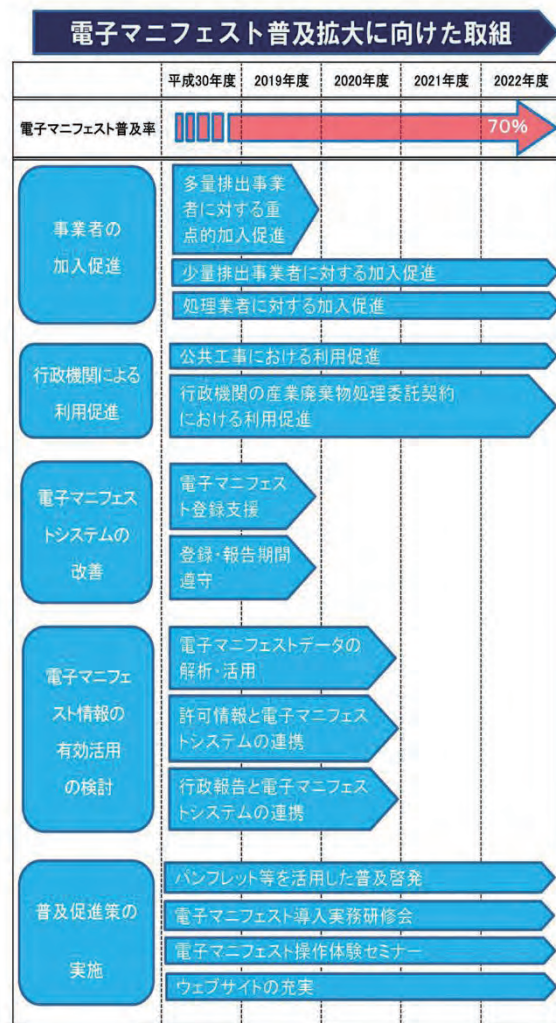 電子マニフェスト普及拡大に向けた取組
平成30年度 2019年度 2020年度 2021年度 2022年度
電子マニフェスト普及率
70%
事業者の
加入促進
多量排出事業
者に対する重
点的加入促進
少量排出事業者に対する加入促進
処理業者に対する加入促進
行政機関による
利用促進
公共工事における利用促進
行政機関の産業廃棄物処理委託契約
における利用促進
電子マニフェス
トシステムの
改善
電子マニフェス
ト登録支援
登録・報告期間
遵守
電子マニフェ
スト情報の
有効活用
の検討
電子マニフェストデータの
解析・活用
許可情報と電子マニフェス
トシステムの連携
行政報告と電子マニフェス
トシステムの連携
普及促進策の
実施
パンフレット等を活用した普及啓発
電子マニフェスト導入実務研修会
電子マニフェスト操作体験セミナー
ウェブサイトの充実